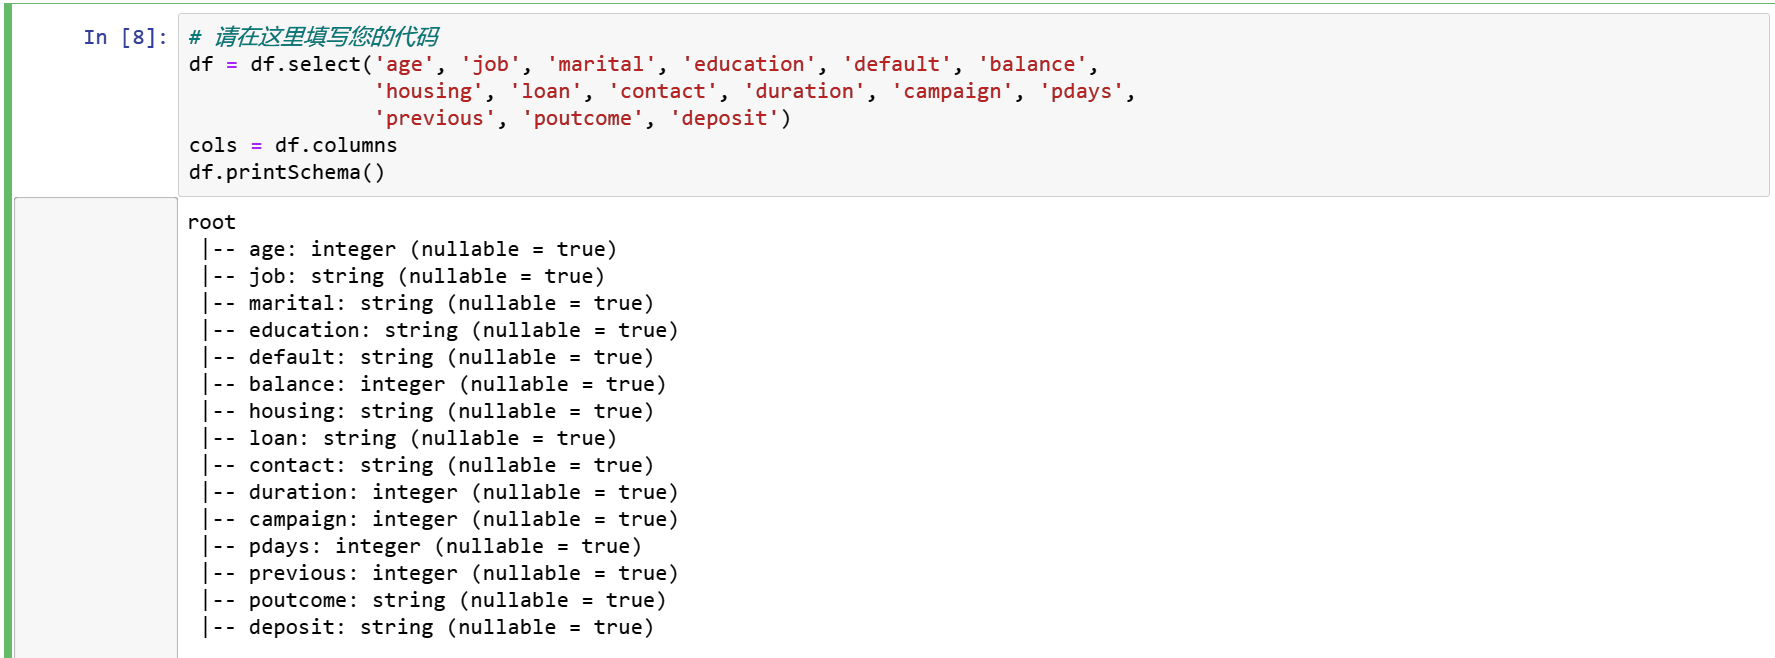 In [8]:
# 请在这里填写您的代码
df = df.select('age', 'job', 'marital', 'education', 'default', 'balance',
               'housing', 'loan', 'contact', 'duration', 'campaign', 'pdays',
               'previous', 'poutcome', 'deposit')
cols = df.columns
df.printSchema()
root
 |-- age: integer (nullable = true)
 |-- job: string (nullable = true)
 |-- marital: string (nullable = true)
 |-- education: string (nullable = true)
 |-- default: string (nullable = true)
 |-- balance: integer (nullable = true)
 |-- housing: string (nullable = true)
 |-- loan: string (nullable = true)
 |-- contact: string (nullable = true)
 |-- duration: integer (nullable = true)
 |-- campaign: integer (nullable = true)
 |-- pdays: integer (nullable = true)
 |-- previous: integer (nullable = true)
 |-- poutcome: string (nullable = true)
 |-- deposit: string (nullable = true)